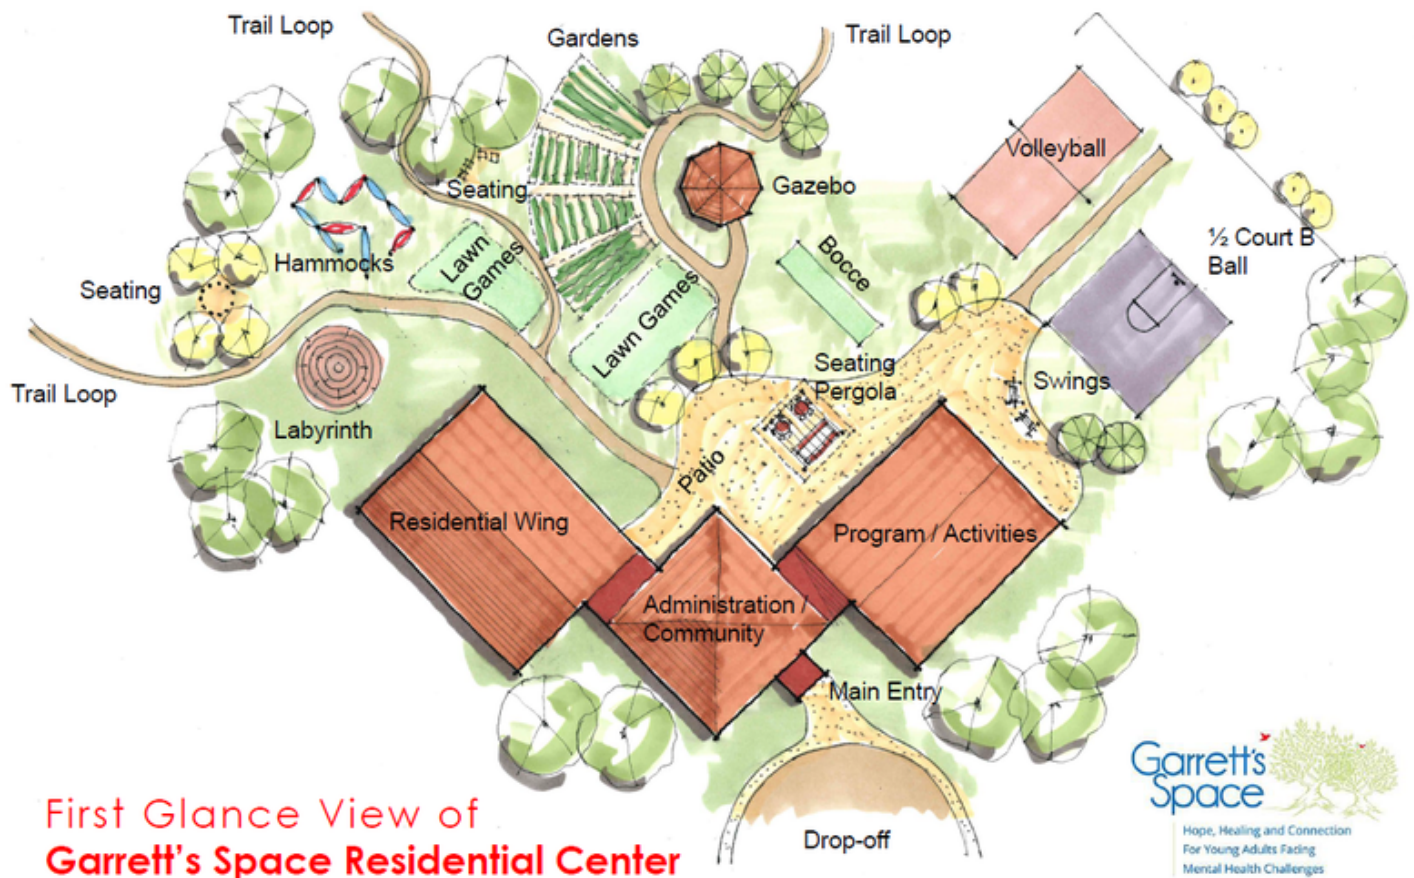 Trail Loop
Gardens
Trail Loop
Volleyball
Seating
Gazebo
½ Court B
Ball
Hammocks
Lawn
Games
Bocce
Seating
Lawn Games
Trail Loop
Seating
Pergola
Swings
Labyrinth
Patio
Residential Wing
Program / Activities
Administration /
Community
Main Entry
Drop-off
First Glance View of
Garrett's Space Residential Center
Garrett's
Space
Hope, Healing and Connection
For Young Adults Facing
Mental Health Challenges